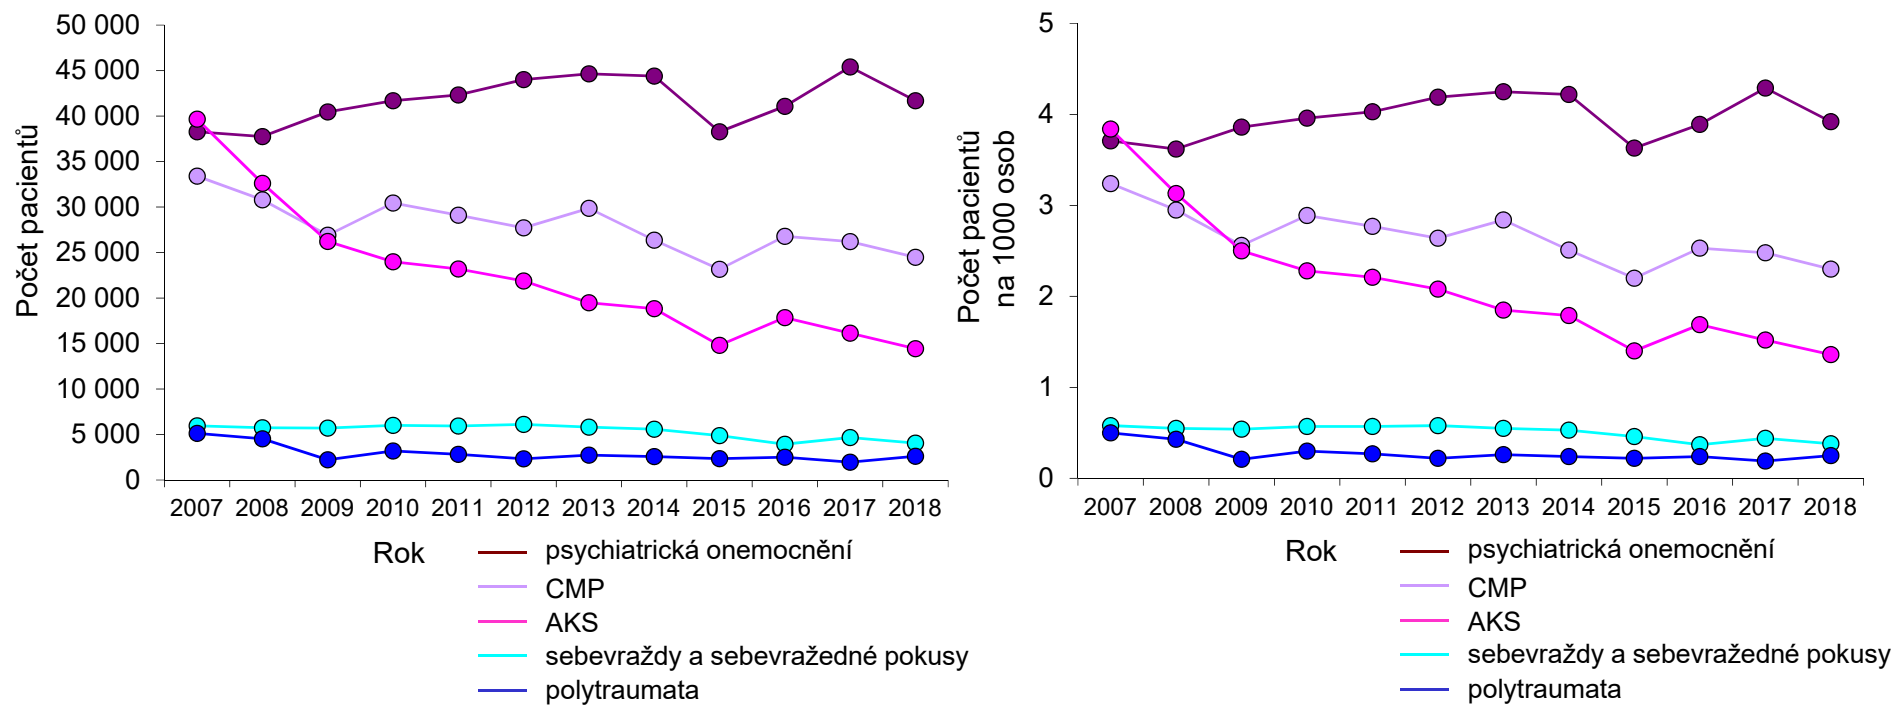 50 000
45 000
40 000
35 000
30 000
25 000
20 000
15 000
10 000
5 000
0
Počet pacientů
2007 2008 2009 2010 2011 2012 2013 2014 2015 2016 2017 2018
Rok
psychiatrická onemocnění
CMP
AKS
sebevraždy a sebevražedné pokusy
polytraumata
5
4
3
2
1
0
Počet pacientů
na 1000 osob
2007 2008 2009 2010 2011 2012 2013 2014 2015 2016 2017 2018
Rok
psychiatrická onemocnění
CMP
AKS
sebevraždy a sebevražedné pokusy
polytraumata